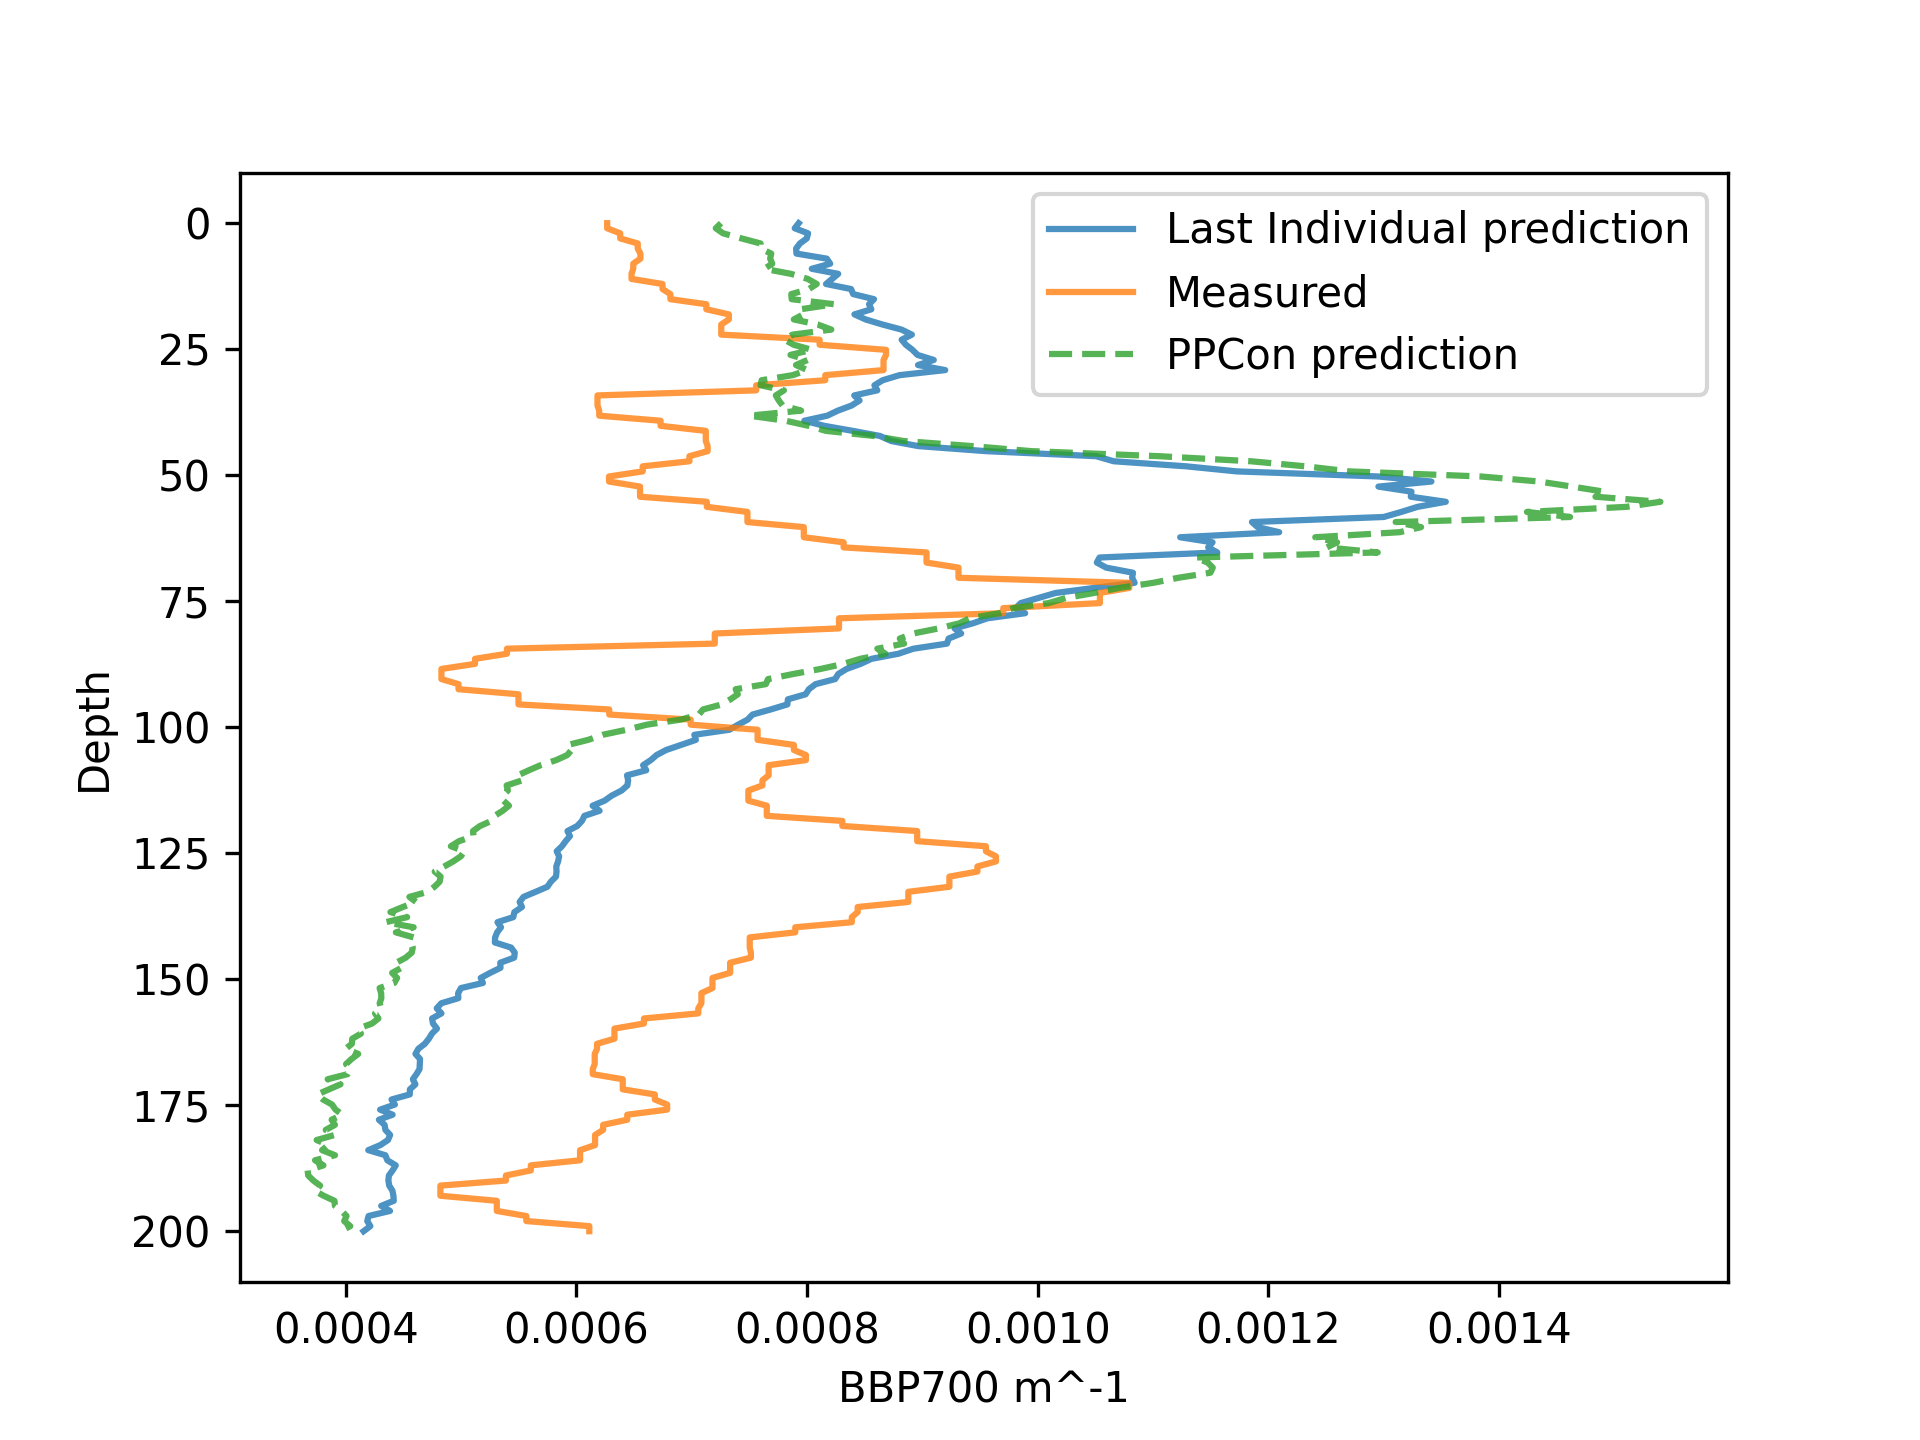 Last Individual prediction
Measured
PPCon prediction
0
25
50
75
100
125
150
175
200
Depth
0.0004 0.0006 0.0008 0.0010 0.0012 0.0014
BBP700 m^-1